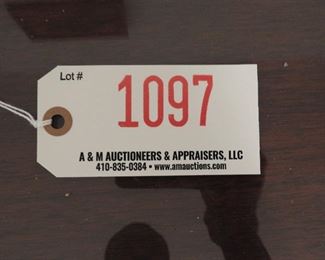 Lot #
1097
A & M AUCTIONEERS & APPRAISERS, LLC
410-835-0384 • www.amauctions.com